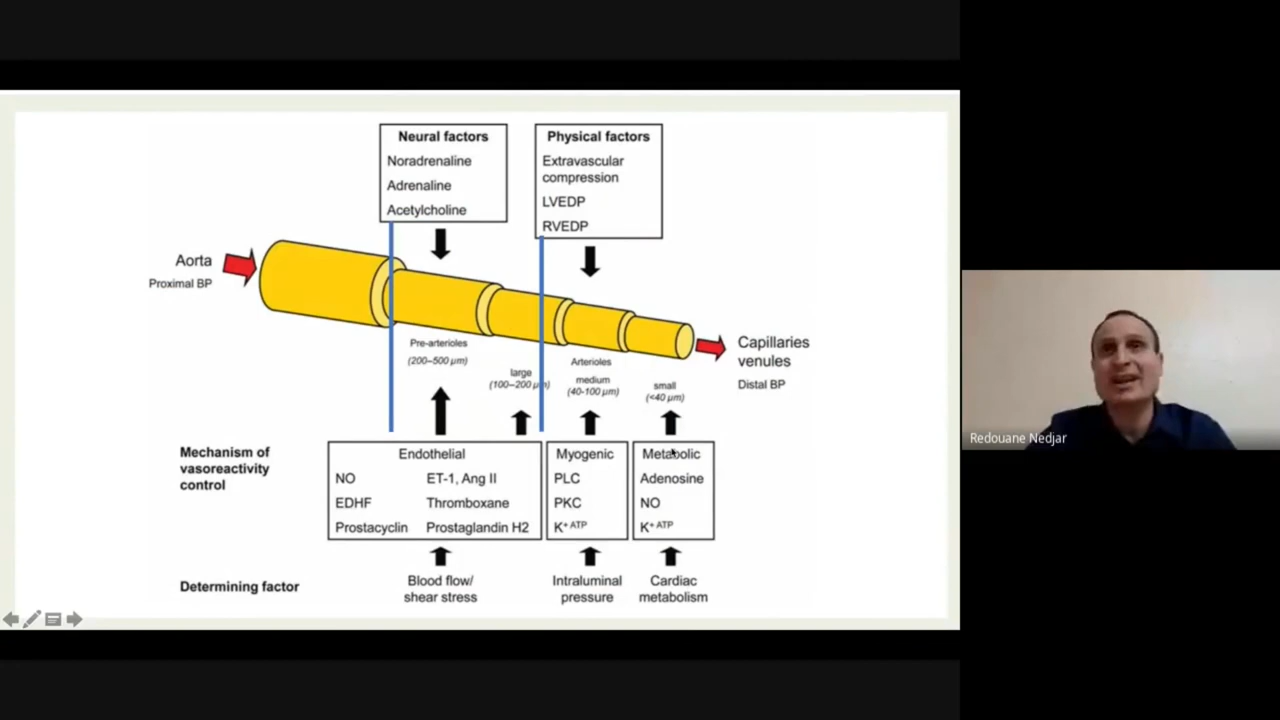 Neural factors
Noradrenaline
Adrenaline
Acetylcholine
Physical factors
Extravascular
compression
LVEDP
RVEDP
Aorta
Proximal BP
Pre-arterioles
(200–500 μm)
large
(100–200 μm)
Arterioles
medium
(40-100 μm)
small
(<40 μm)
Capillaries
venules
Distal BP
Mechanism of
vasoreactivity
control
Endothelial
NO ET-1, Ang II
EDHF Thromboxane
Prostacyclin Prostaglandin H2
Myogenic
PLC
PKC
K+ ATP
Metabolic
Adenosine
NO
K+ ATP
Determining factor
Blood flow/
shear stress
Intraluminal
pressure
Cardiac
metabolism
Redouane Nedjar